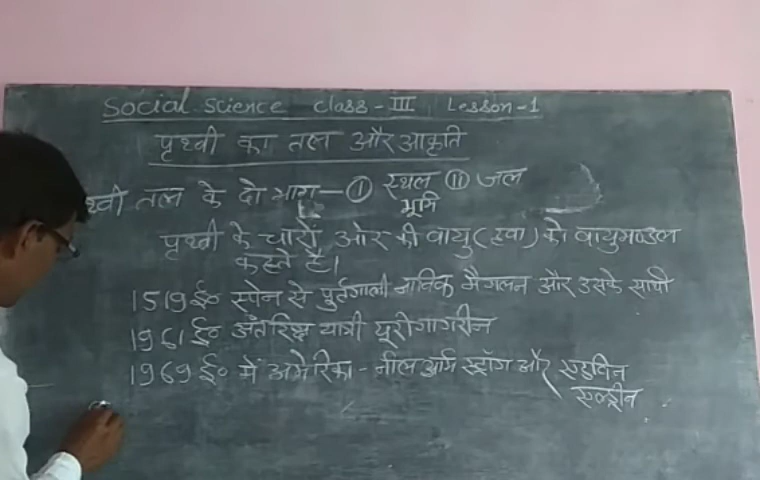 Social Science Class - III Lesson - 1
पृथ्वी का तल और आकृति
थ्वी तल के दो भाग — (i) स्थल (ii) जल
भूमि
पृथ्वी के चारों ओर की वायु (हवा) को वायुमण्डल
कहते हैं।
1519 ई० स्पेन से पुर्तगाली नाविक मैगलन और उसके साथी
1961 ई० अंतरिक्ष यात्री यूरीगागरीन
1969 ई० में अमेरिका - नील आर्म स्ट्रॉग और एडविन
एल्ड्रीन